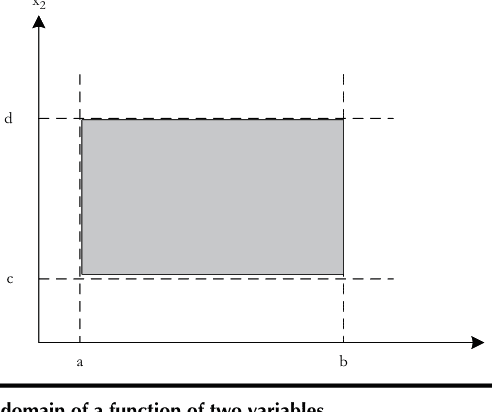 x2
d
c
a b
domain of a function of two variables